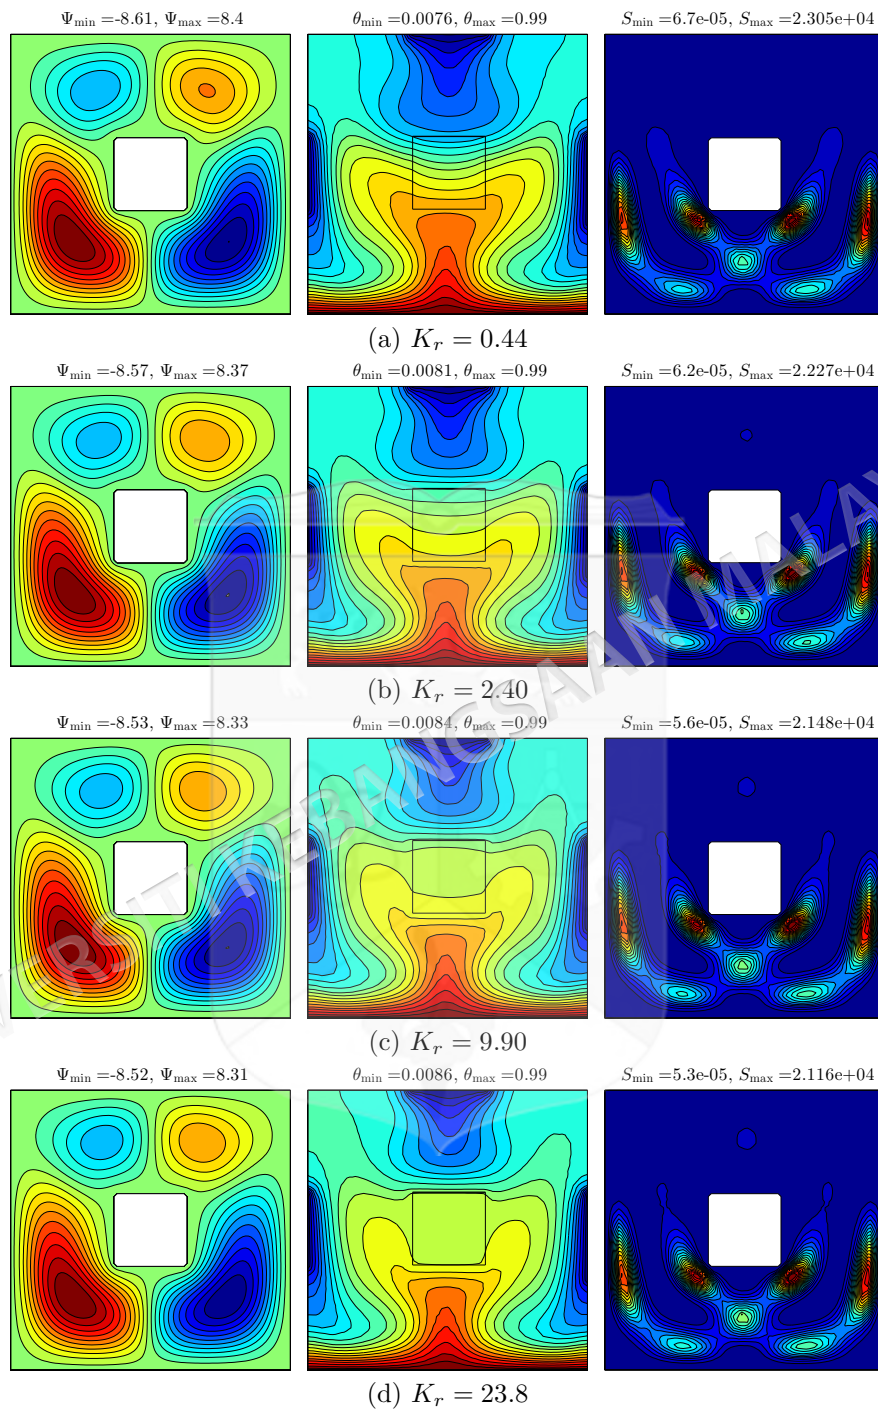 Ψmin =-8.61, Ψmax =8.4 θmin =0.0076, θmax =0.99 Smin =6.7e-05, Smax =2.305e+04
(a) Kr = 0.44
Ψmin =-8.57, Ψmax =8.37 θmin =0.0081, θmax =0.99 Smin =6.2e-05, Smax =2.227e+04
(b) Kr = 2.40
Ψmin =-8.53, Ψmax =8.33 θmin =0.0084, θmax =0.99 Smin =5.6e-05, Smax =2.148e+04
(c) Kr = 9.90
Ψmin =-8.52, Ψmax =8.31 θmin =0.0086, θmax =0.99 Smin =5.3e-05, Smax =2.116e+04
(d) Kr = 23.8
VERSITI KEBANGSAAN MALAY